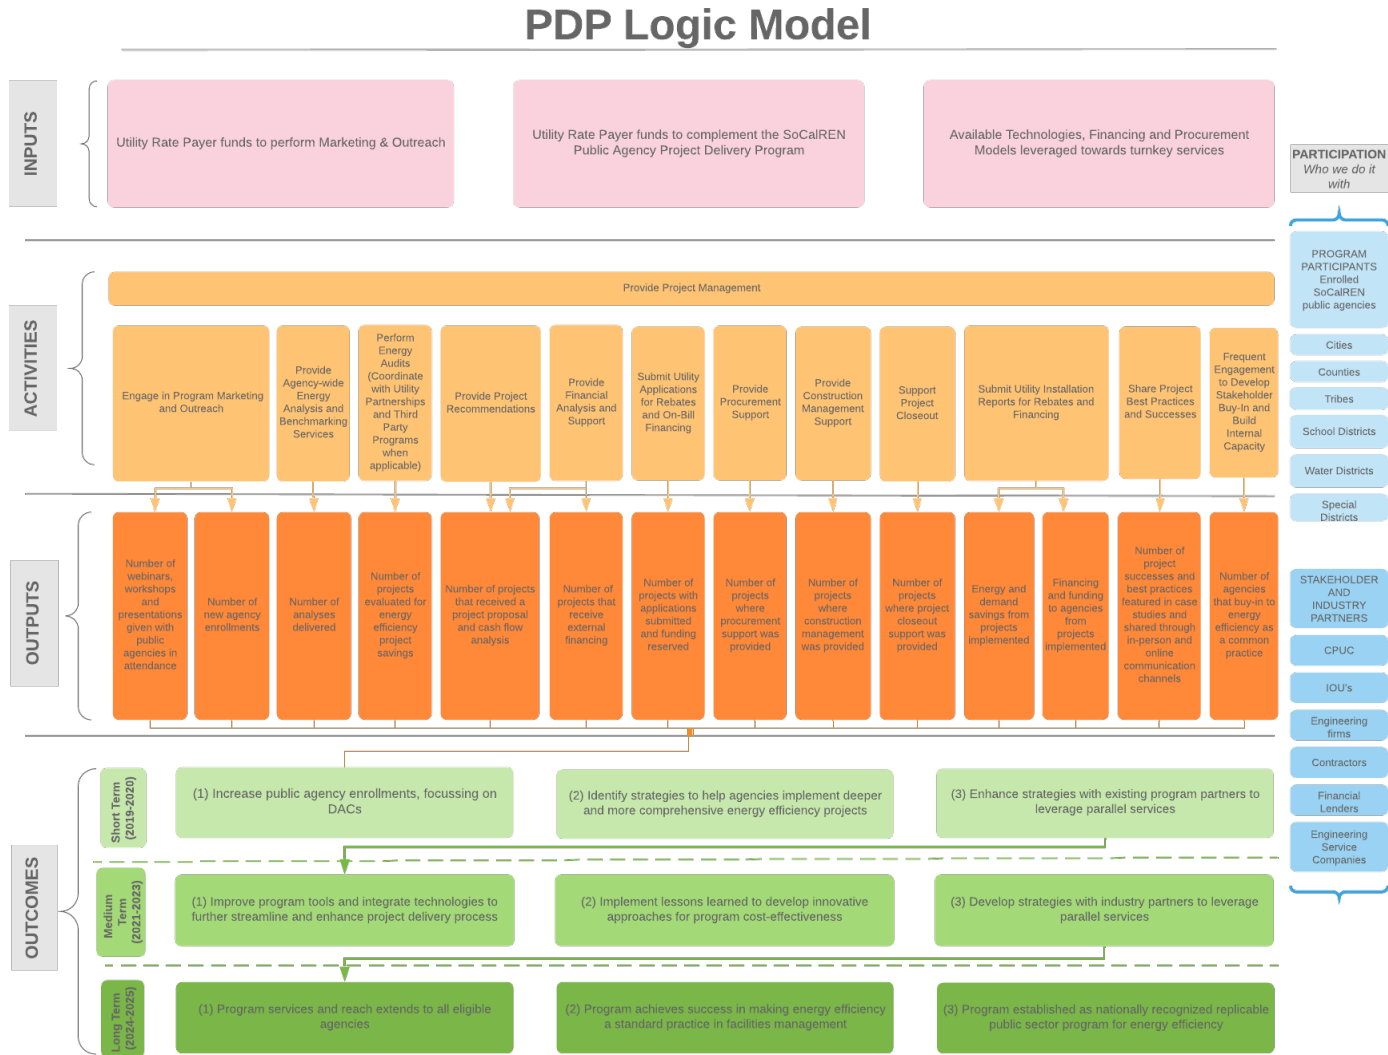 PDP Logic Model
INPUTS
Utility Rate Payer funds to perform Marketing & Outreach
Utility Rate Payer funds to complement the SoCalREN
Public Agency Project Delivery Program
Available Technologies, Financing and Procurement
Models leveraged towards turnkey services
ACTIVITIES
Provide Project Management
Engage in Program Marketing
and Outreach
Provide
Agency-wide
Energy
Analysis and
Benchmarking
Services
Perform
Energy
Audits
(Coordinate
with Utility
Partnerships
and Third
Party
Programs
when
applicable)
Provide Project
Recommendations
Provide
Financial
Analysis and
Support
Submit Utility
Applications
for Rebates
and On-Bill
Financing
Provide
Procurement
Support
Provide
Construction
Management
Support
Support
Project
Closeout
Submit Utility Installation
Reports for Rebates and
Financing
Share Project
Best Practices
and Successes
Frequent
Engagement
to Develop
Stakeholder
Buy-In and
Build
Internal
Capacity
OUTPUTS
Number of
webinars,
workshops
and
presentations
given with
public
agencies in
attendance
Number of
new agency
enrollments
Number of
analyses
delivered
Number of
projects
evaluated for
energy
efficiency
project
savings
Number of projects
that received a
project proposal
and cash flow
analysis
Number of
projects that
receive
external
financing
Number of
projects with
applications
submitted
and funding
reserved
Number of
projects
where
procurement
support was
provided
Number of
projects
where
construction
management
was provided
Number of
projects
where project
closeout
support was
provided
Energy and
demand
savings from
projects
implemented
Financing
and funding
to agencies
from
projects
implemented
Number of
project
successes and
best practices
featured in case
studies and
shared through
in-person and
online
communication
channels
Number of
agencies
that buy-in to
energy
efficiency as
a common
practice
OUTCOMES
Short Term
(2019-2020)
(1) Increase public agency enrollments, focussing on
DACs
(2) Identify strategies to help agencies implement deeper
and more comprehensive energy efficiency projects
(3) Enhance strategies with existing program partners to
leverage parallel services
Medium
Term
(2021-2023)
(1) Improve program tools and integrate technologies to
further streamline and enhance project delivery process
(2) Implement lessons learned to develop innovative
approaches for program cost-effectiveness
(3) Develop strategies with industry partners to leverage
parallel services
Long Term
(2024-2025)
(1) Program services and reach extends to all eligible
agencies
(2) Program achieves success in making energy efficiency
a standard practice in facilities management
(3) Program established as nationally recognized replicable
public sector program for energy efficiency
PARTICIPATION
Who we do it
with
PROGRAM
PARTICIPANTS
Enrolled
SoCalREN
public agencies
Cities
Counties
Tribes
School Districts
Water Districts
Special
Districts
STAKEHOLDER
AND
INDUSTRY
PARTNERS
CPUC
IOU's
Engineering
firms
Contractors
Financial
Lenders
Engineering
Service
Companies